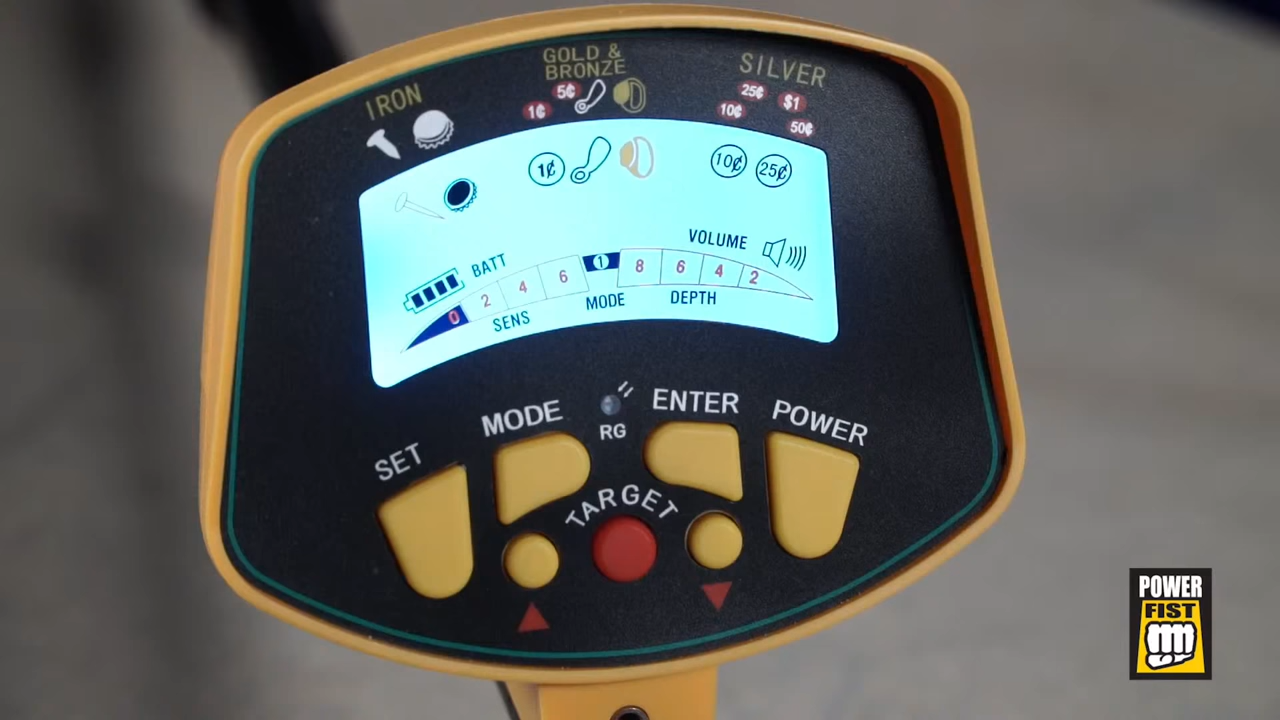 IRON
GOLD &
BRONZE
SILVER
1¢
5¢
10¢
25¢
$1
50¢
1¢
10¢
25¢
BATT
VOLUME
0 2 4 6 1 8 6 4 2
SENS
MODE
DEPTH
SET
MODE
RG
ENTER
POWER
TARGET
POWER
FIST